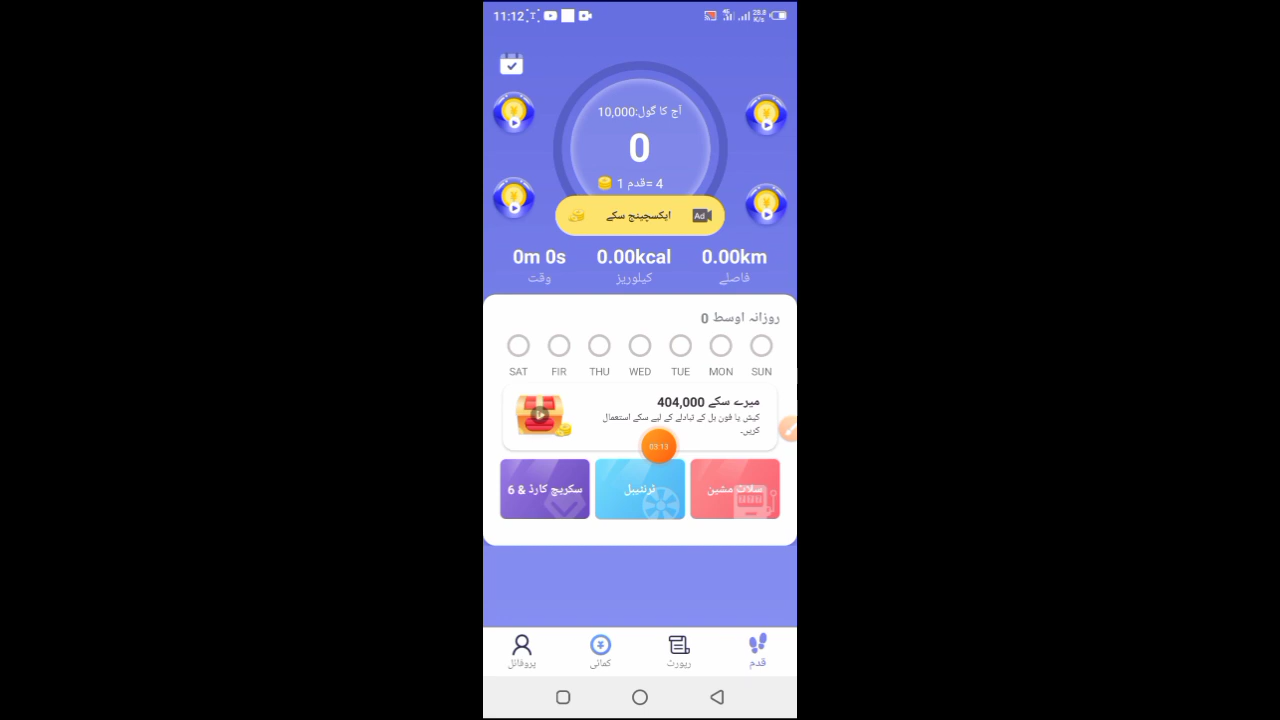 11:12
4G
28.8
K/s
آج کا گول:10,000
0
1 قدم= 4
ایکسچینج سکے
Ad
0m 0s
0.00kcal
0.00km
وقت
کیلوریز
فاصلے
روزانہ اوسط 0
SAT
FIR
THU
WED
TUE
MON
SUN
میرے سکے 404,000
کیش یا فون بل کے تبادلے کے لیے سکے استعمال
کریں۔
03:13
سکریچ کارڈ & 6
ٹرنٹیبل
سلاٹ مشین
پروفائل
کمائی
رپورٹ
قدم